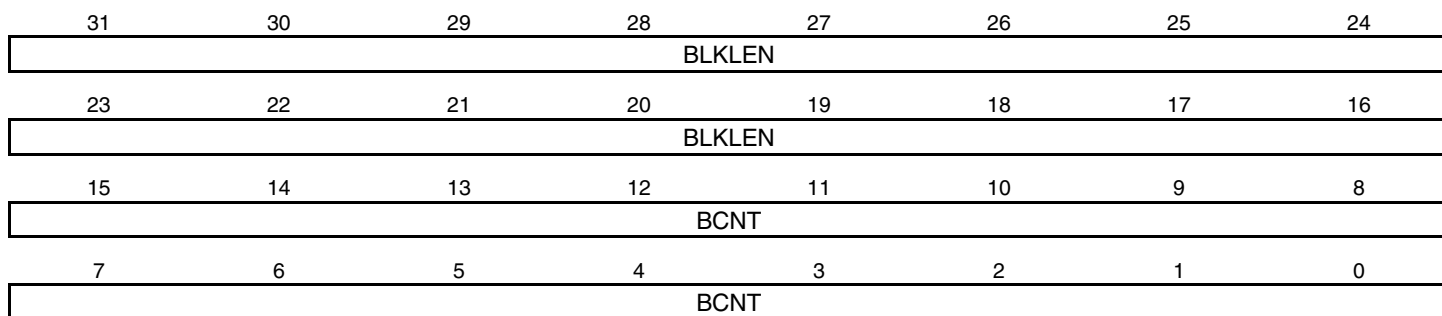 31 30 29 28 27 26 25 24
BLKLEN
23 22 21 20 19 18 17 16
BLKLEN
15 14 13 12 11 10 9 8
BCNT
7 6 5 4 3 2 1 0
BCNT